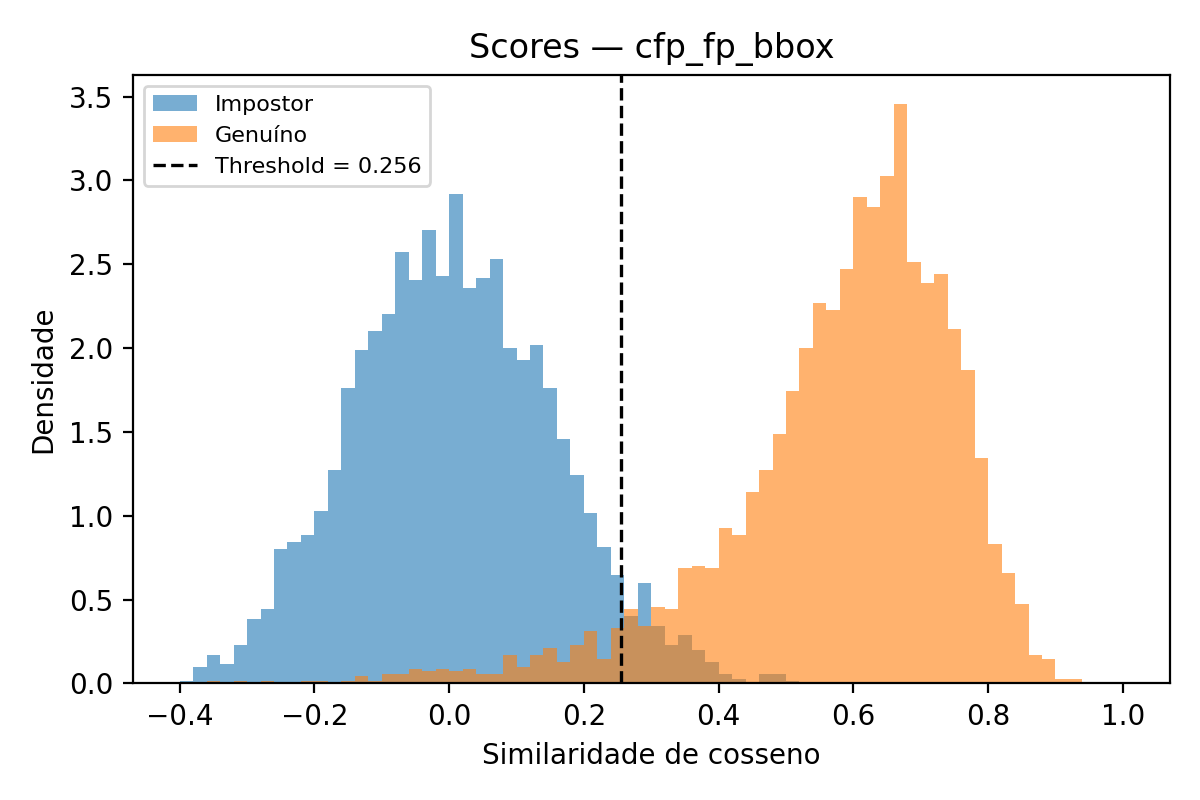 Scores — cfp_fp_bbox
Impostor
Genuíno
Threshold = 0.256
Densidade
3.5
3.0
2.5
2.0
1.5
1.0
0.5
0.0
−0.4 −0.2 0.0 0.2 0.4 0.6 0.8 1.0
Similaridade de cosseno